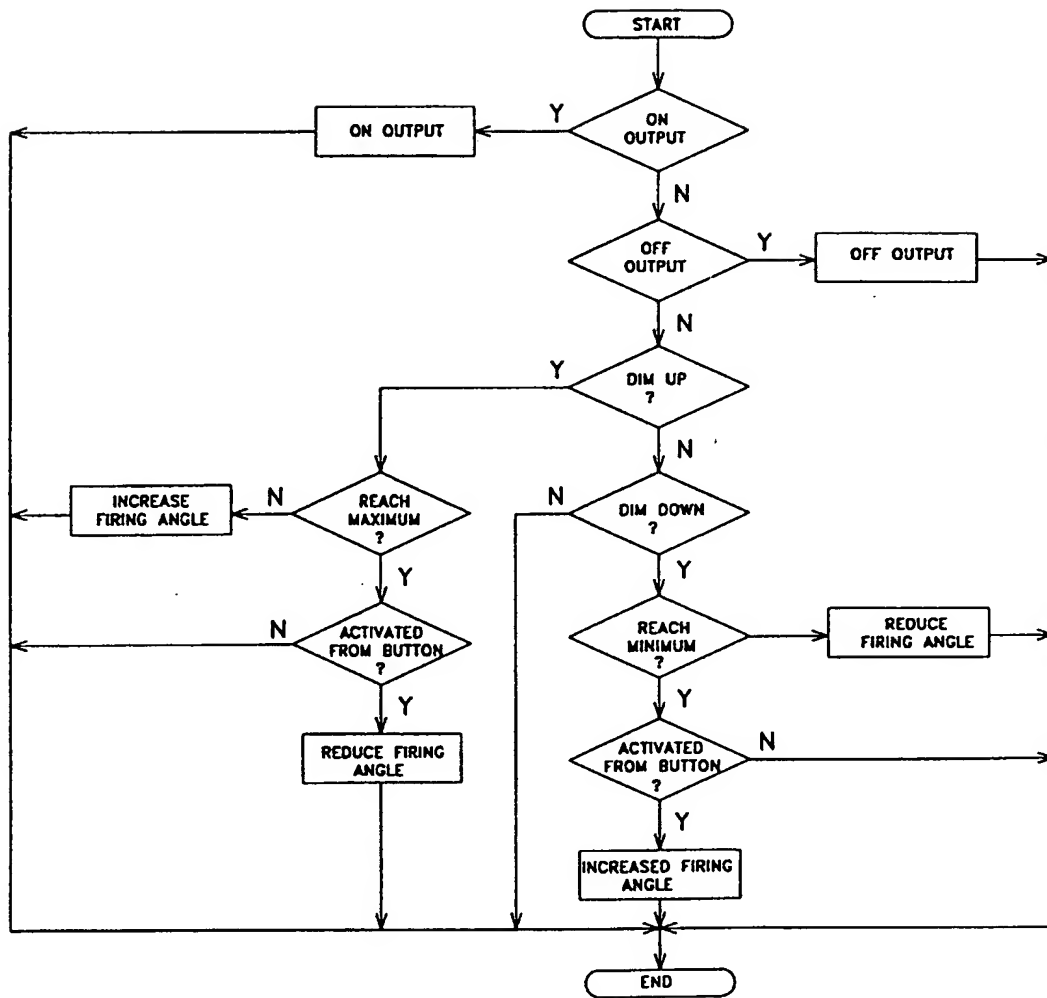 START
Y
ON
OUTPUT
ON OUTPUT
N
OFF
OUTPUT
Y
OFF OUTPUT
N
Y
DIM UP
?
N
INCREASE
FIRING ANGLE
N
REACH
MAXIMUM
?
N
DIM DOWN
?
Y
Y
N
ACTIVATED
FROM BUTTON
?
REACH
MINIMUM
?
REDUCE
FIRING ANGLE
Y
Y
REDUCE FIRING
ANGLE
ACTIVATED
FROM BUTTON
?
N
Y
INCREASED FIRING
ANGLE
END